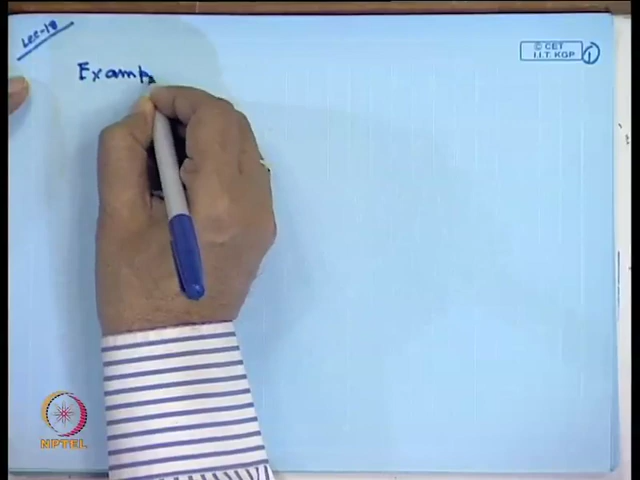 Lec-18
© CET
I.I.T. KGP
1
Examp
NPTEL